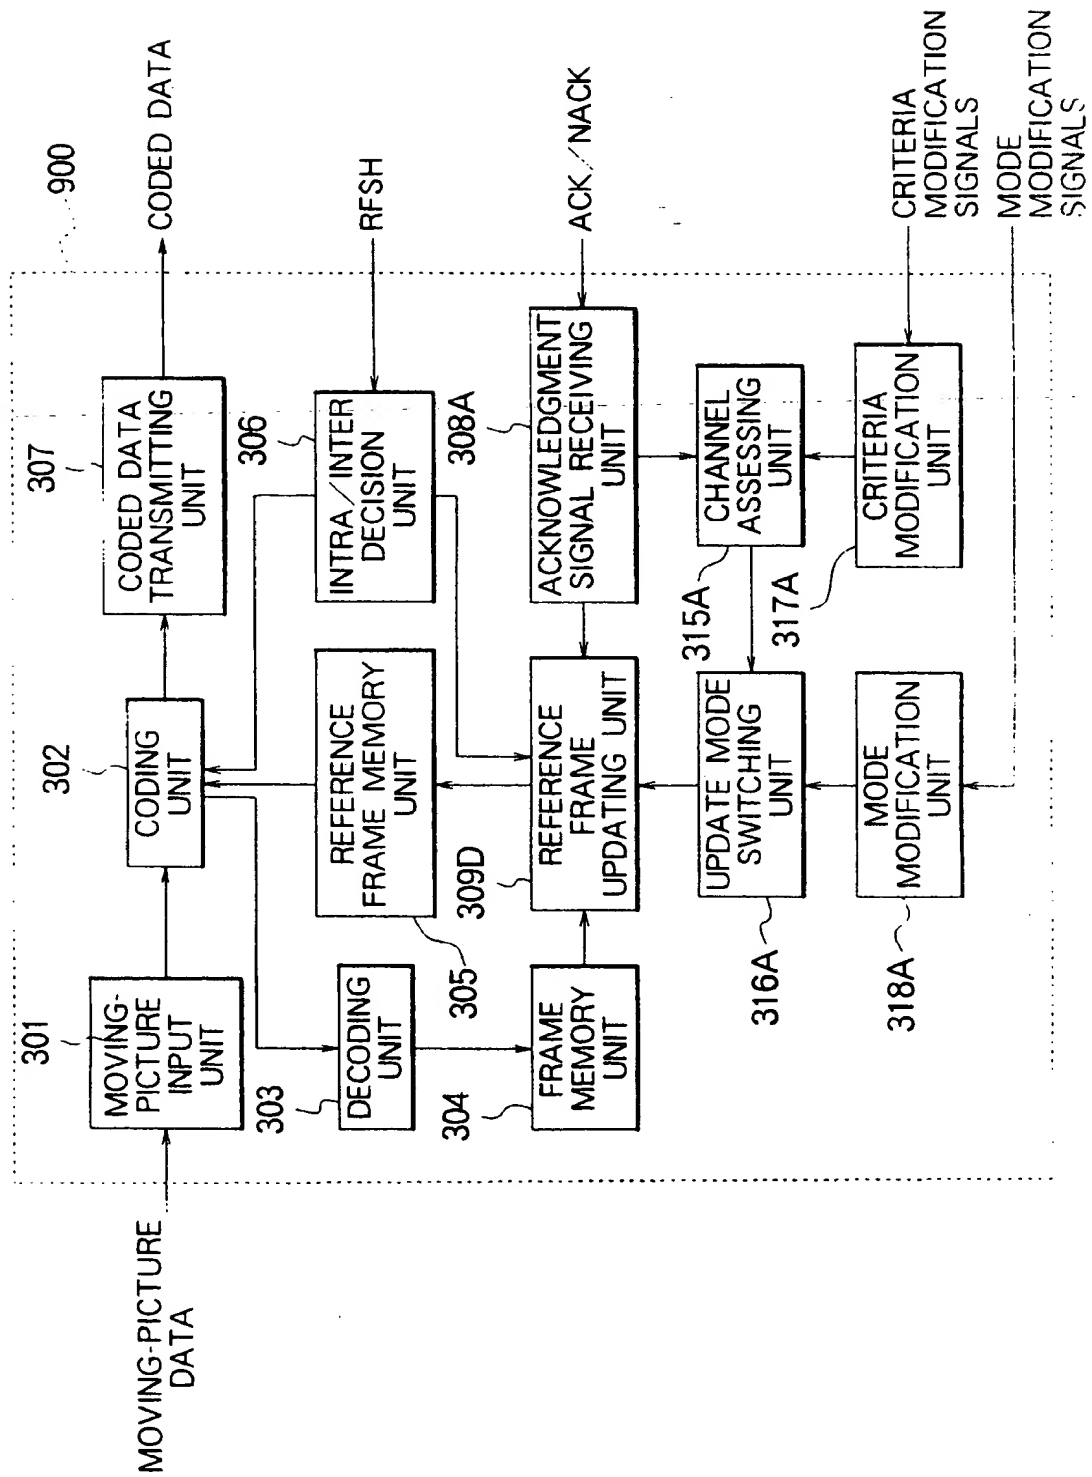 900
MOVING-PICTURE
DATA
301
MOVING-
PICTURE
INPUT
UNIT
302
CODING
UNIT
307
CODED DATA
TRANSMITTING
UNIT
CODED DATA
303
DECODING
UNIT
305
REFERENCE
FRAME MEMORY
UNIT
306
INTRA/INTER
DECISION
UNIT
RFSH
304
FRAME
MEMORY
UNIT
309D
REFERENCE
FRAME
UPDATING UNIT
308A
ACKNOWLEDGMENT
SIGNAL RECEIVING
UNIT
ACK/NACK
316A
UPDATE MODE
SWITCHING
UNIT
315A
CHANNEL
ASSESSING
UNIT
318A
MODE
MODIFICATION
UNIT
317A
CRITERIA
MODIFICATION
UNIT
CRITERIA
MODIFICATION
SIGNALS
MODE
MODIFICATION
SIGNALS